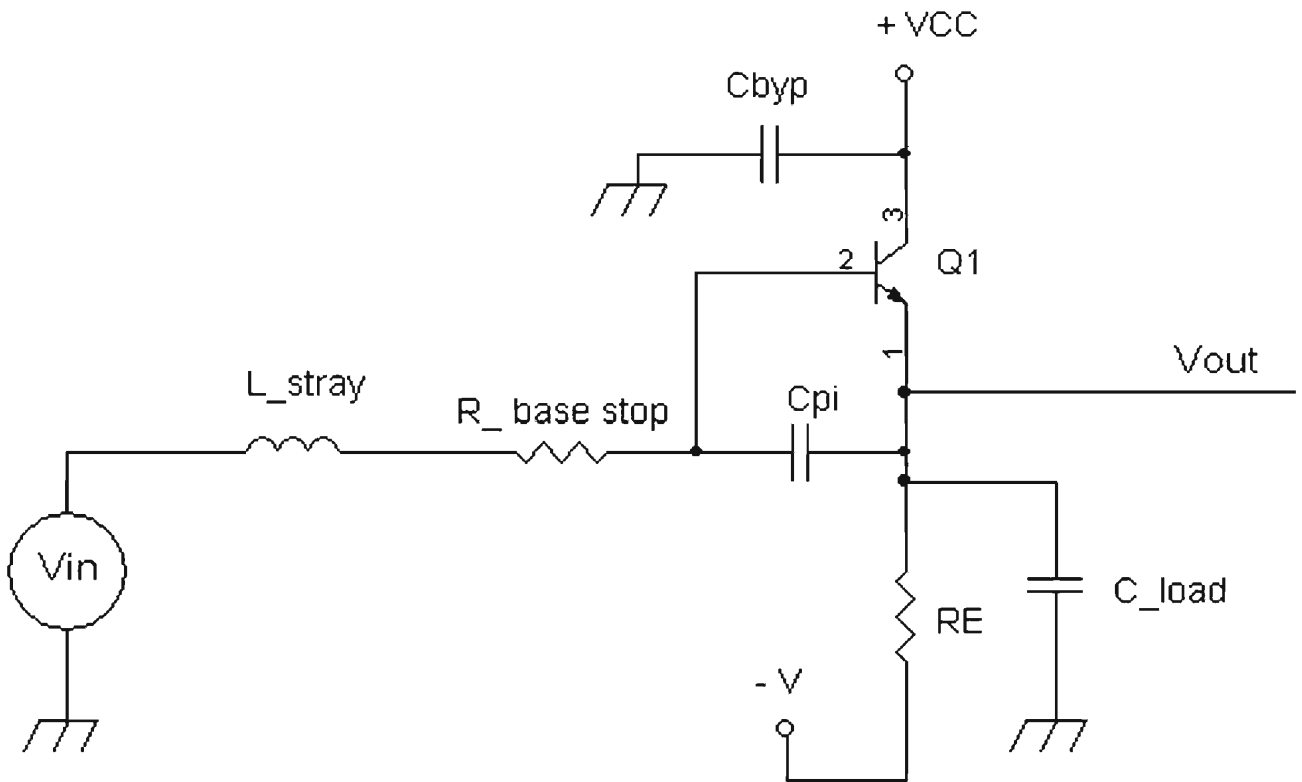 + VCC
Cbyp
3
2
Q1
1
Vout
L_stray
R_ base stop
Cpi
Vin
RE
C_load
- V